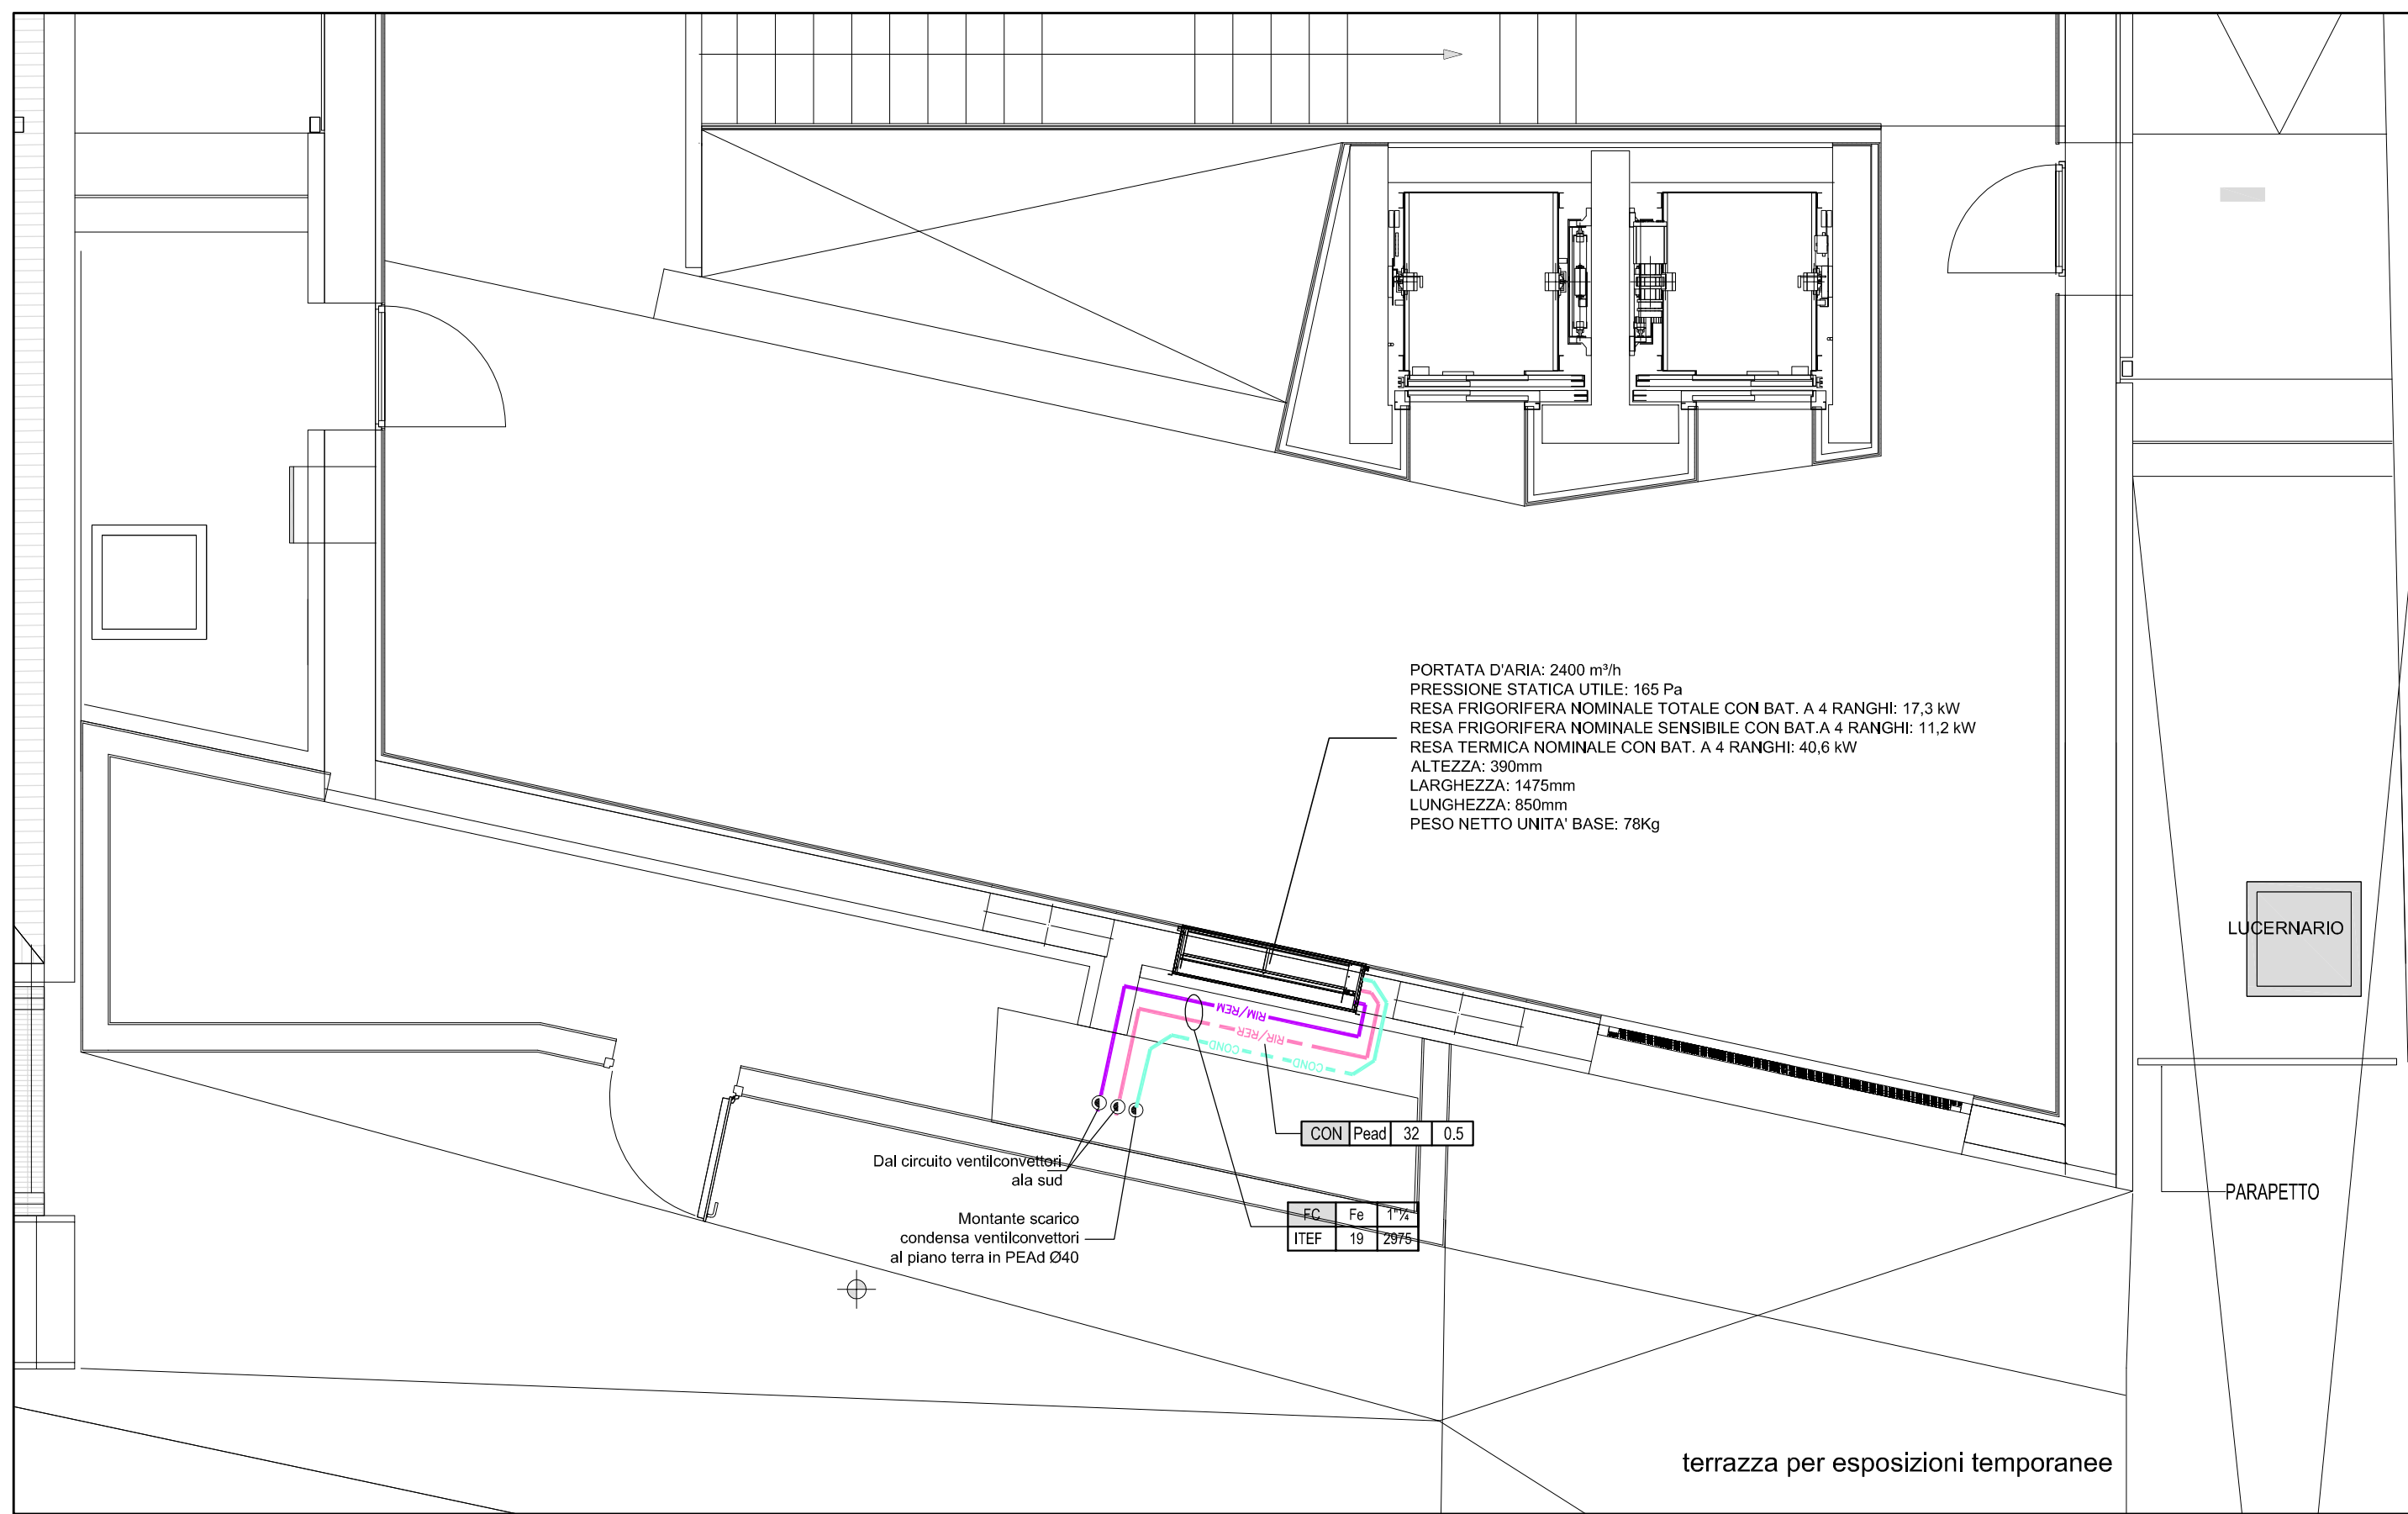 PORTATA D'ARIA: 2400 m³/h
PRESSIONE STATICA UTILE: 165 Pa
RESA FRIGORIFERA NOMINALE TOTALE CON BAT. A 4 RANGHI: 17,3 kW
RESA FRIGORIFERA NOMINALE SENSIBILE CON BAT.A 4 RANGHI: 11,2 kW
RESA TERMICA NOMINALE CON BAT. A 4 RANGHI: 40,6 kW
ALTEZZA: 390mm
LARGHEZZA: 1475mm
LUNGHEZZA: 850mm
PESO NETTO UNITA' BASE: 78Kg
LUCERNARIO
RIM/REM
RIR/RER
COND
COND
CON Pead 32 0.5
Dal circuito ventilconvettori
ala sud
FC Fe 1"¼
ITEF 19 2975
Montante scarico
condensa ventilconvettori
al piano terra in PEAd Ø40
PARAPETTO
terrazza per esposizioni temporanee